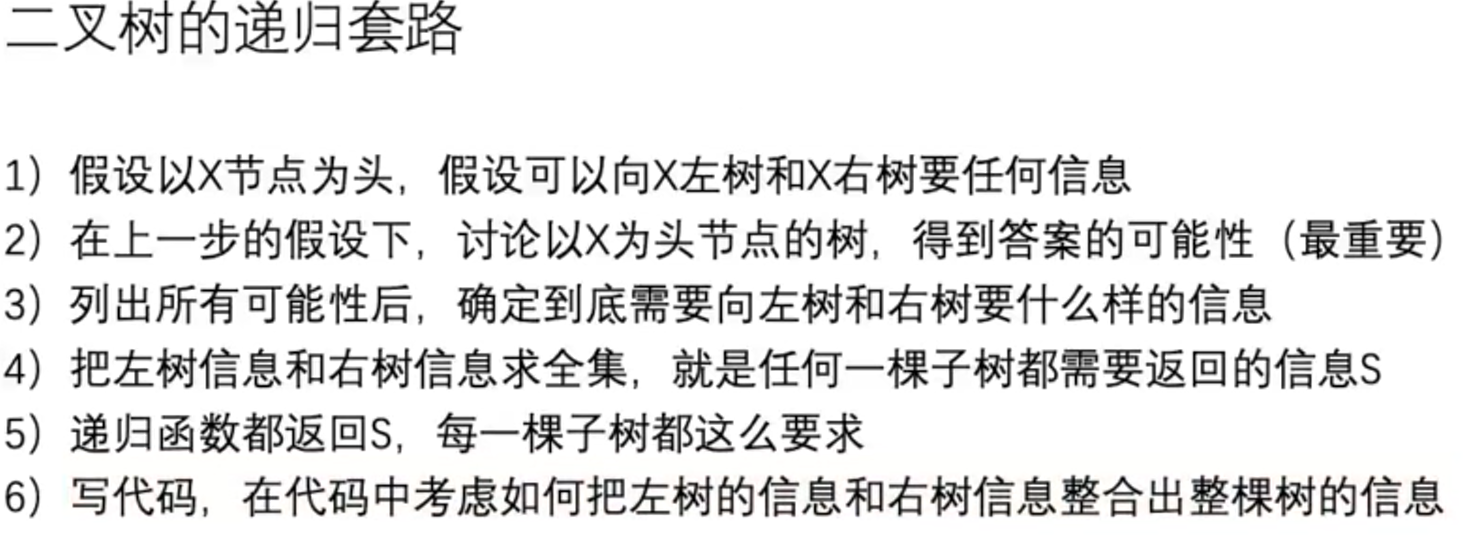 二叉树的递归套路
1）假设以X节点为头，假设可以向X左树和X右树要任何信息
2）在上一步的假设下，讨论以X为头节点的树，得到答案的可能性（最重要）
3）列出所有可能性后，确定到底需要向左树和右树要什么样的信息
4）把左树信息和右树信息求全集，就是任何一棵子树都需要返回的信息S
5）递归函数都返回S，每一棵子树都这么要求
6）写代码，在代码中考虑如何把左树的信息和右树信息整合出整棵树的信息